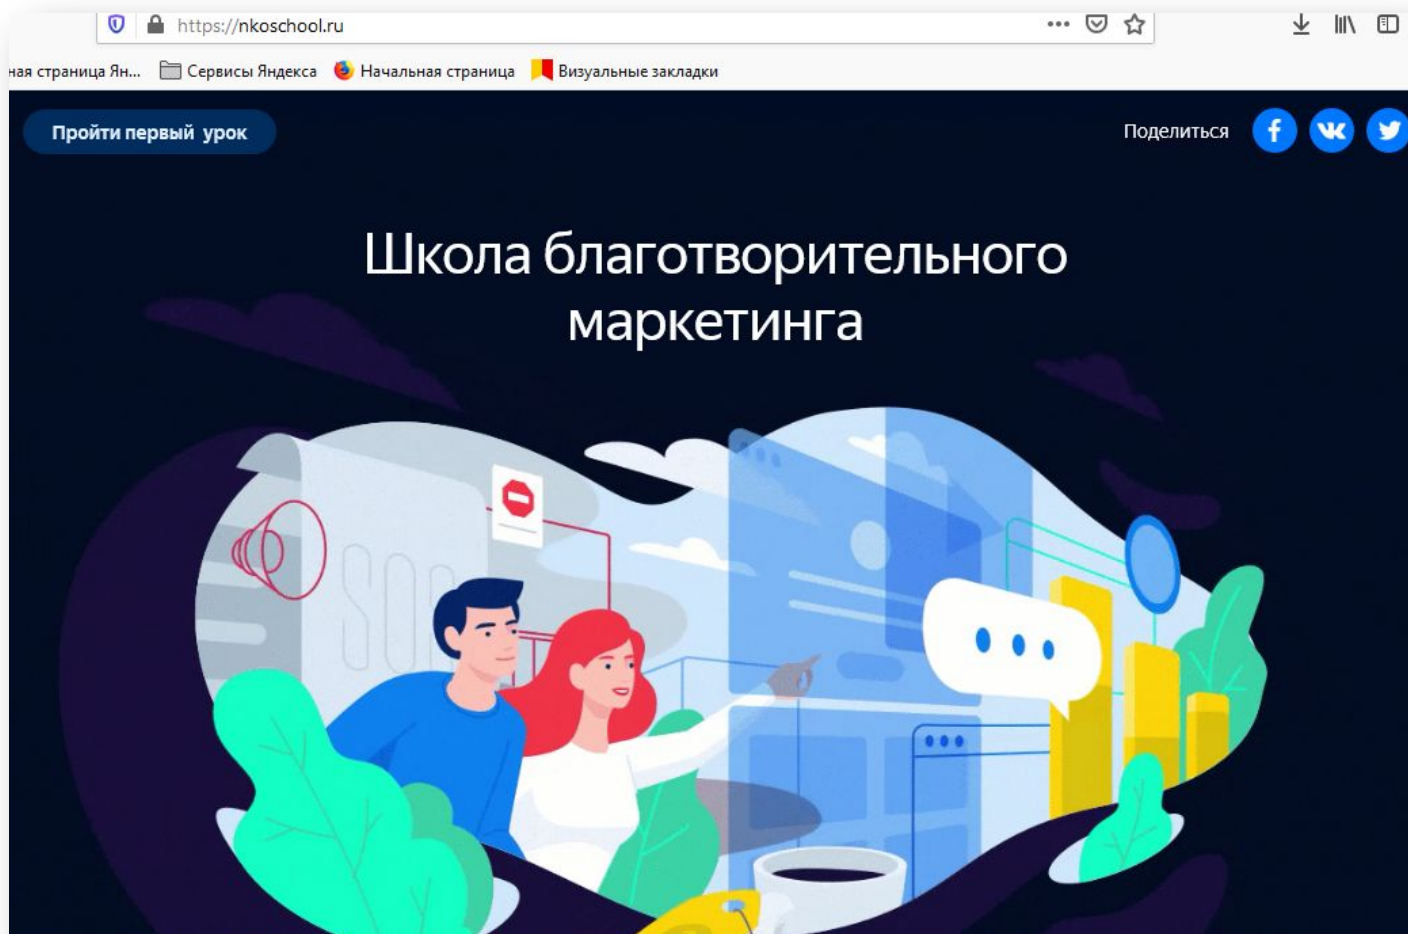 https://nkoschool.ru
ная страница Ян... Сервисы Яндекса Начальная страница Визуальные закладки
Пройти первый урок
Поделиться
Школа благотворительного
маркетинга